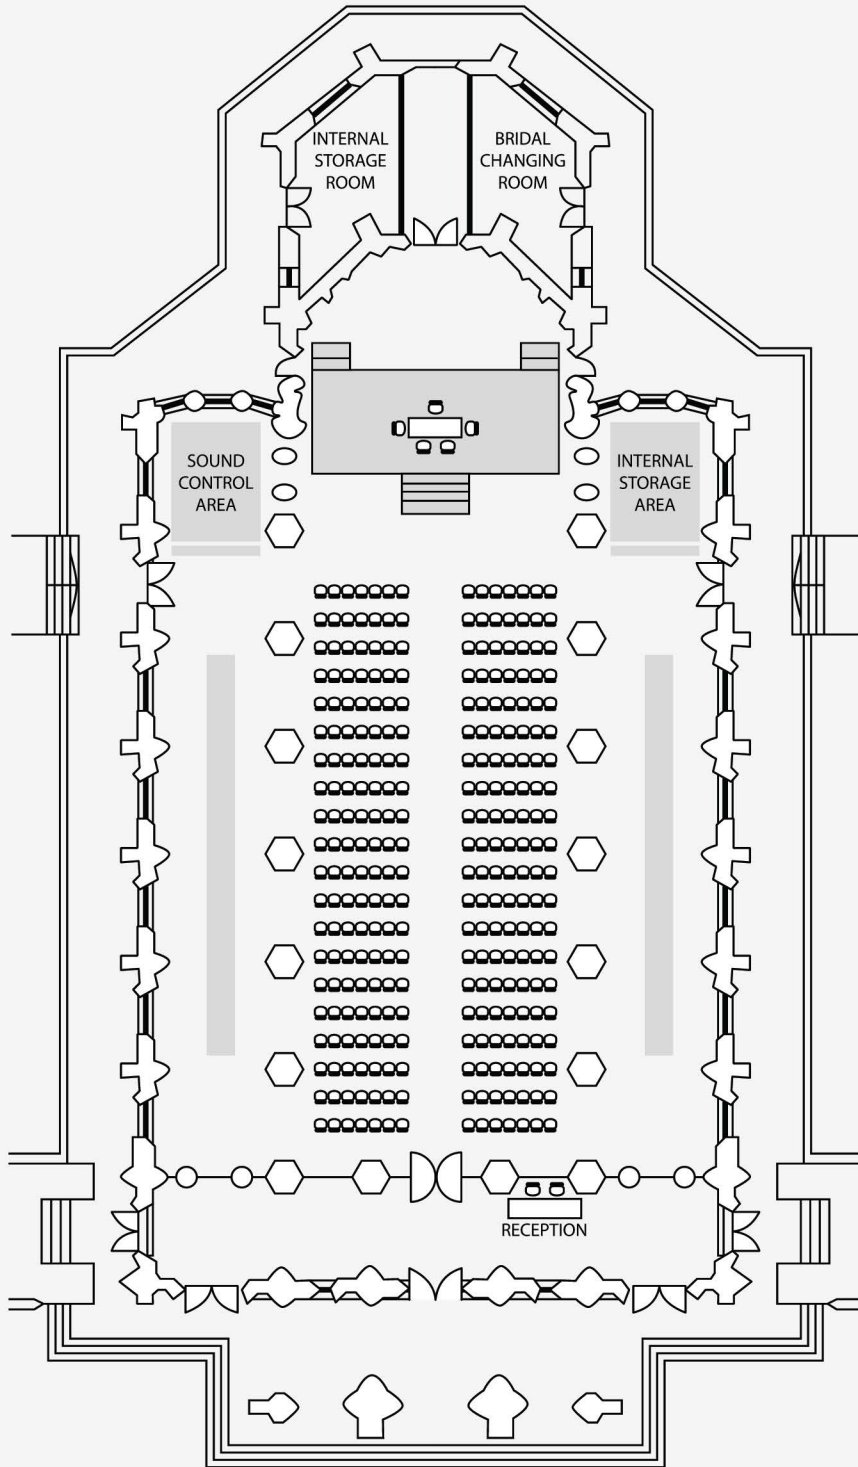 INTERNAL
STORAGE
ROOM
BRIDAL
CHANGING
ROOM
SOUND
CONTROL
AREA
INTERNAL
STORAGE
AREA
RECEPTION